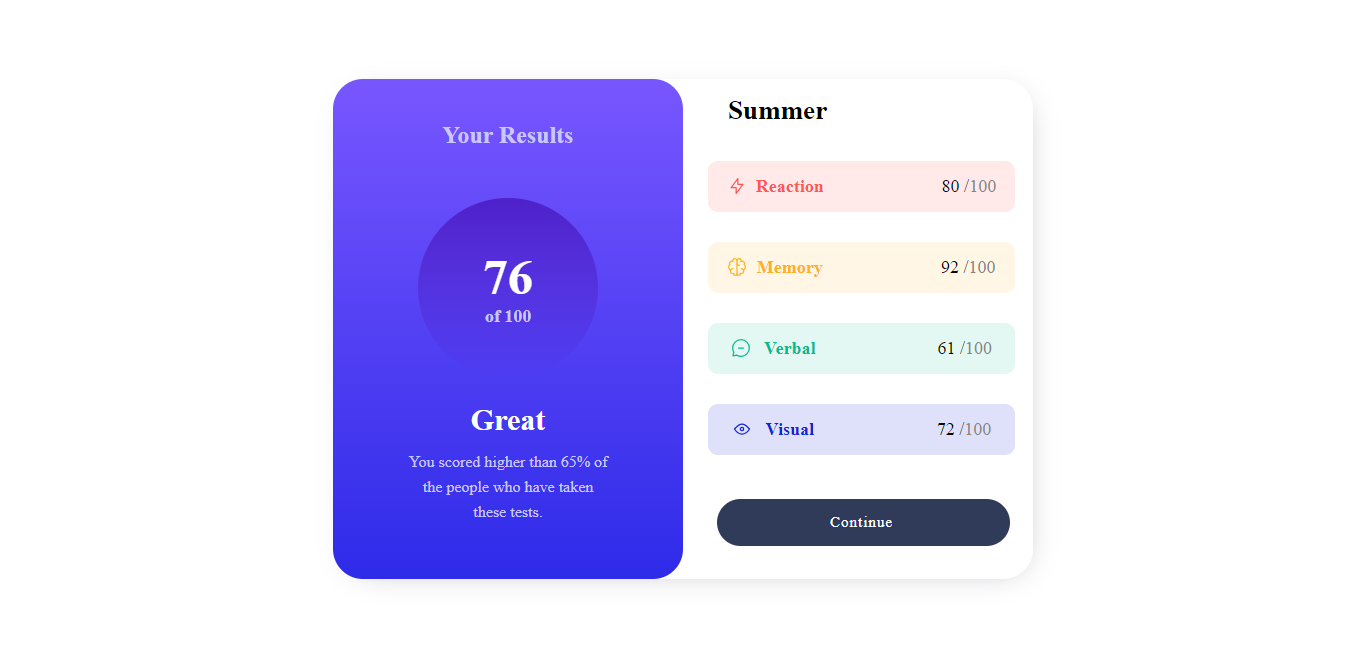 Your Results
76
of 100
Great
You scored higher than 65% of
the people who have taken
these tests.
Summer
Reaction 80 /100
Memory 92 /100
Verbal 61 /100
Visual 72 /100
Continue